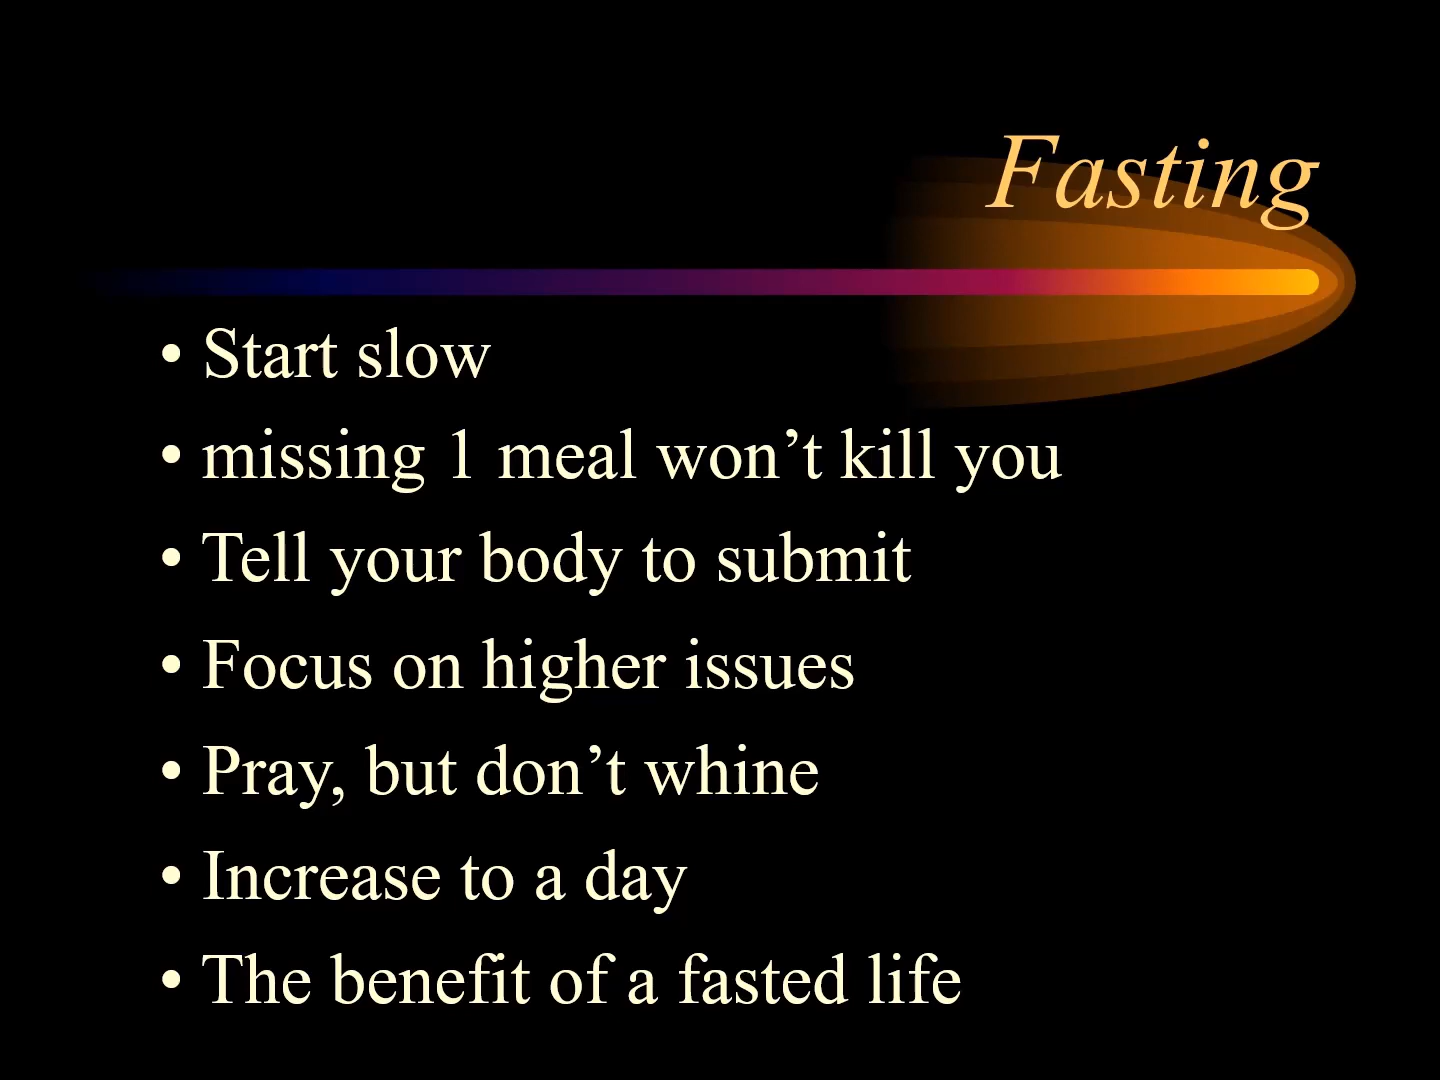 Fasting
• Start slow
• missing 1 meal won’t kill you
• Tell your body to submit
• Focus on higher issues
• Pray, but don’t whine
• Increase to a day
• The benefit of a fasted life